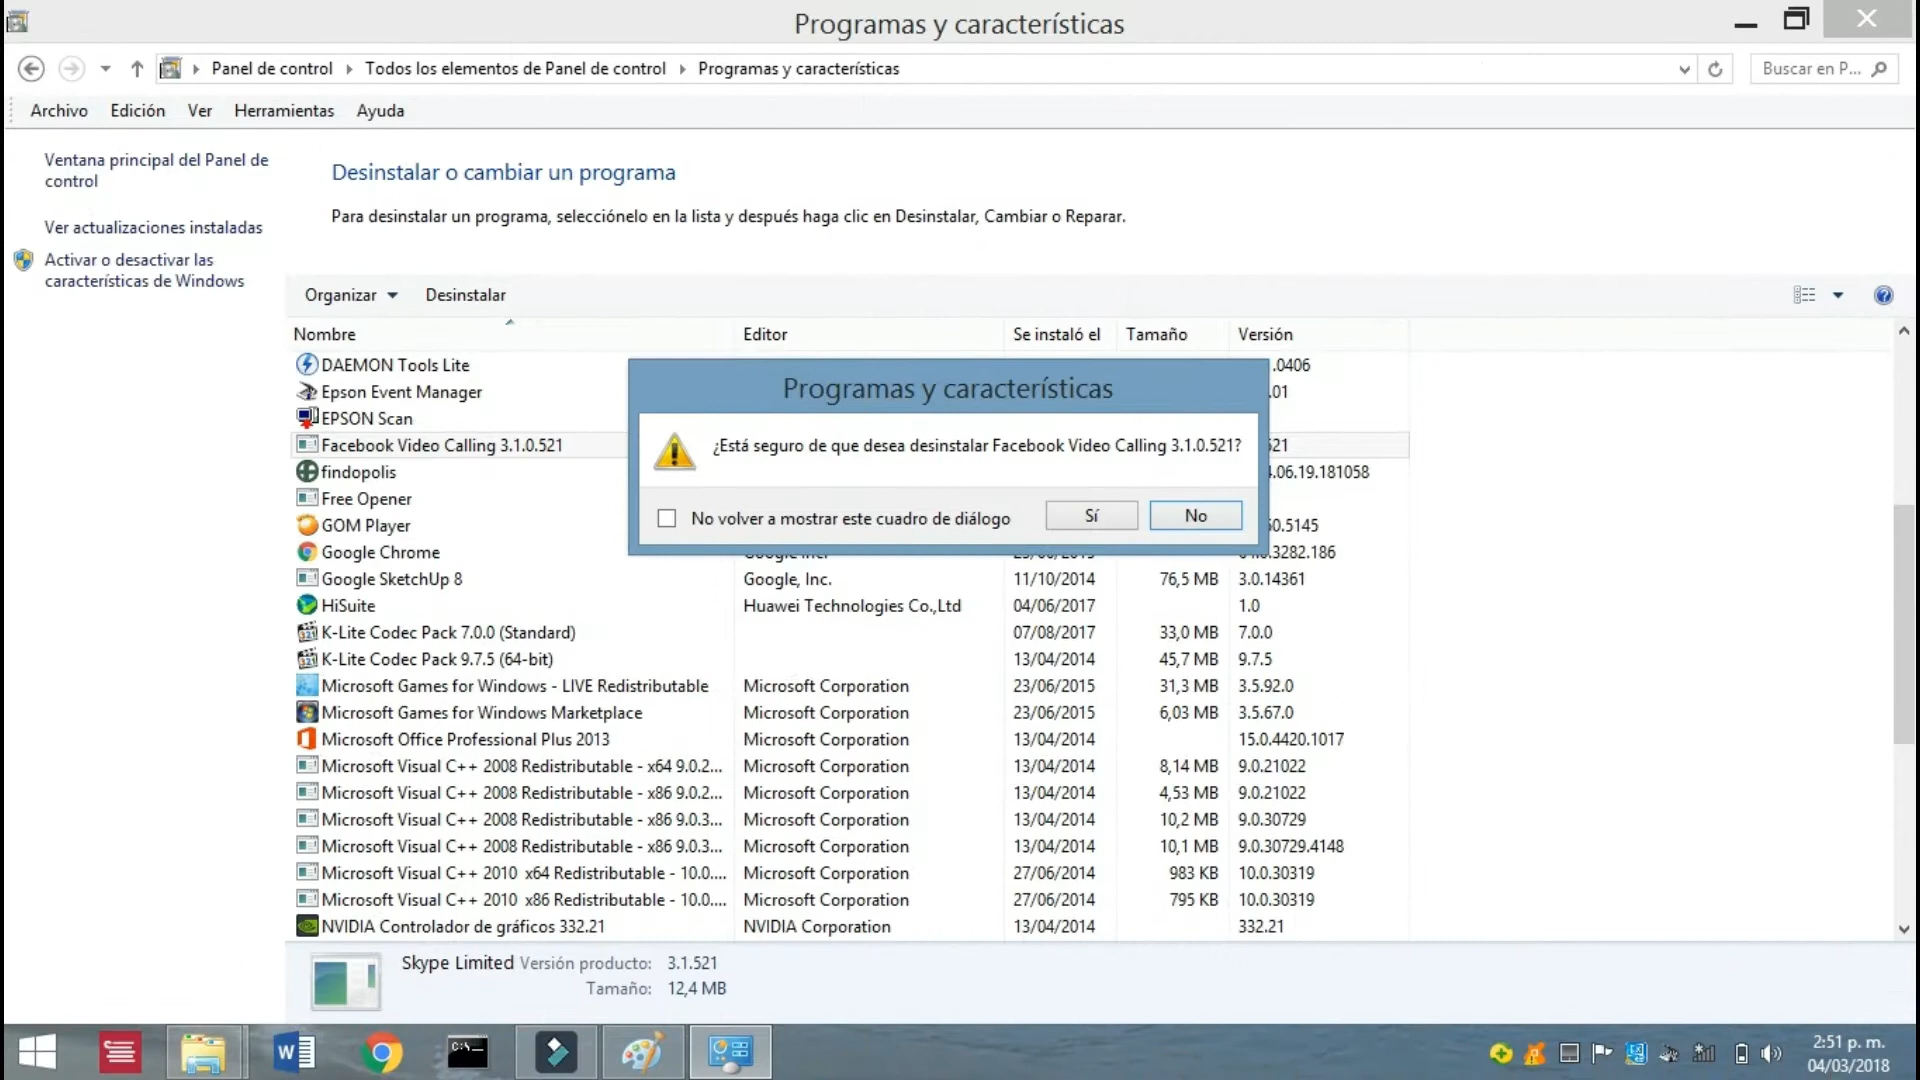 Programas y características
Panel de control
Todos los elementos de Panel de control
Programas y características
Buscar en P...
Archivo
Edición
Ver
Herramientas
Ayuda
Ventana principal del Panel de
control
Ver actualizaciones instaladas
Activar o desactivar las
características de Windows
Desinstalar o cambiar un programa
Para desinstalar un programa, selecciónelo en la lista y después haga clic en Desinstalar, Cambiar o Reparar.
Organizar
Desinstalar
Nombre Editor Se instaló el Tamaño Versión
DAEMON Tools Lite .0406
Epson Event Manager .01
EPSON Scan
Facebook Video Calling 3.1.0.521 521
findopolis .06.19.181058
Free Opener
GOM Player 0.5145
Google Chrome 3282.186
Google SketchUp 8 Google, Inc. 11/10/2014 76,5 MB 3.0.14361
HiSuite Huawei Technologies Co.,Ltd 04/06/2017 1.0
K-Lite Codec Pack 7.0.0 (Standard) 07/08/2017 33,0 MB 7.0.0
K-Lite Codec Pack 9.7.5 (64-bit) 13/04/2014 45,7 MB 9.7.5
Microsoft Games for Windows - LIVE Redistributable Microsoft Corporation 23/06/2015 31,3 MB 3.5.92.0
Microsoft Games for Windows Marketplace Microsoft Corporation 23/06/2015 6,03 MB 3.5.67.0
Microsoft Office Professional Plus 2013 Microsoft Corporation 13/04/2014 15.0.4420.1017
Microsoft Visual C++ 2008 Redistributable - x64 9.0.2... Microsoft Corporation 13/04/2014 8,14 MB 9.0.21022
Microsoft Visual C++ 2008 Redistributable - x86 9.0.2... Microsoft Corporation 13/04/2014 4,53 MB 9.0.21022
Microsoft Visual C++ 2008 Redistributable - x86 9.0.3... Microsoft Corporation 13/04/2014 10,2 MB 9.0.30729
Microsoft Visual C++ 2008 Redistributable - x86 9.0.3... Microsoft Corporation 13/04/2014 10,1 MB 9.0.30729.4148
Microsoft Visual C++ 2010 x64 Redistributable - 10.0.... Microsoft Corporation 27/06/2014 983 KB 10.0.30319
Microsoft Visual C++ 2010 x86 Redistributable - 10.0.... Microsoft Corporation 27/06/2014 795 KB 10.0.30319
NVIDIA Controlador de gráficos 332.21 NVIDIA Corporation 13/04/2014 332.21
Programas y características
¿Está seguro de que desea desinstalar Facebook Video Calling 3.1.0.521?
No volver a mostrar este cuadro de diálogo
Sí
No
Skype Limited Versión producto: 3.1.521
Tamaño: 12,4 MB
2:51 p. m.
04/03/2018